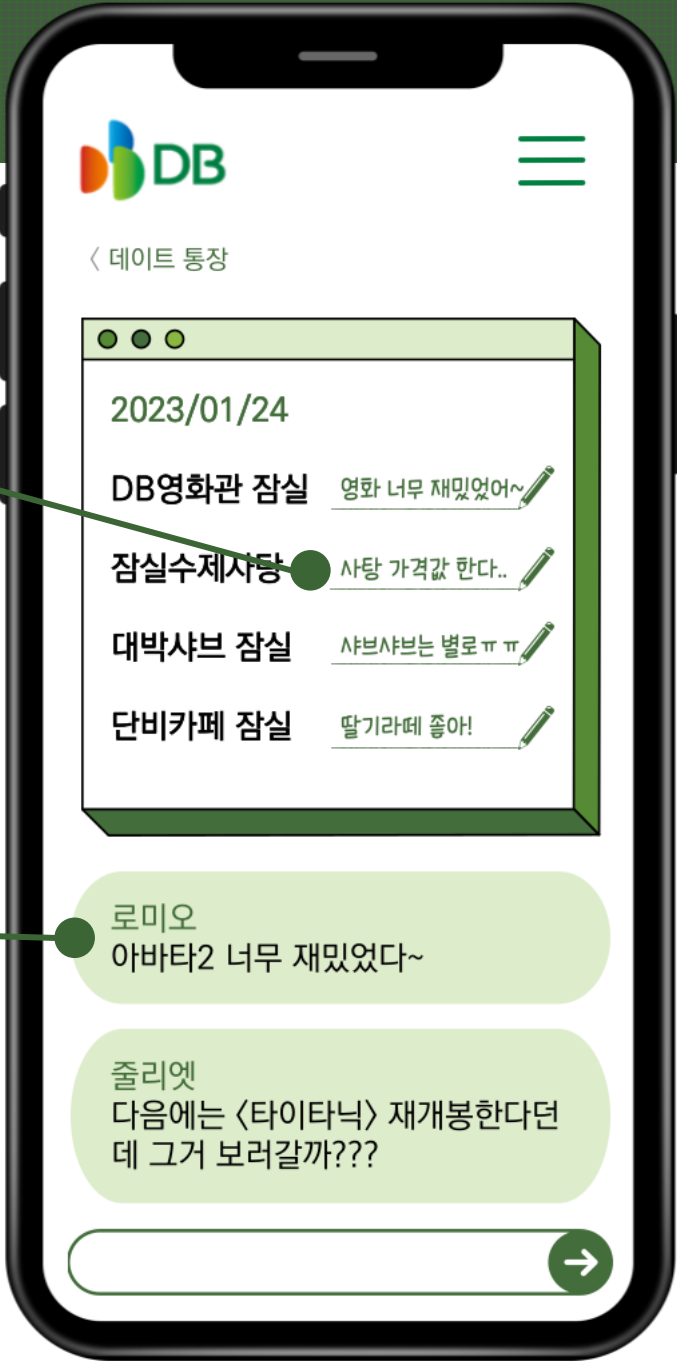 DB
〈 데이트 통장
2023/01/24
DB영화관 잠실 영화 너무 재밌었어~
잠실수제사탕 사탕 가격값 한다..
대박샤브 잠실 샤브샤브는 별로ㅠㅠ
단비카페 잠실 딸기라떼 좋아!
로미오
아바타2 너무 재밌었다~
줄리엣
다음에는 〈타이타닉〉 재개봉한다던
데 그거 보러갈까???